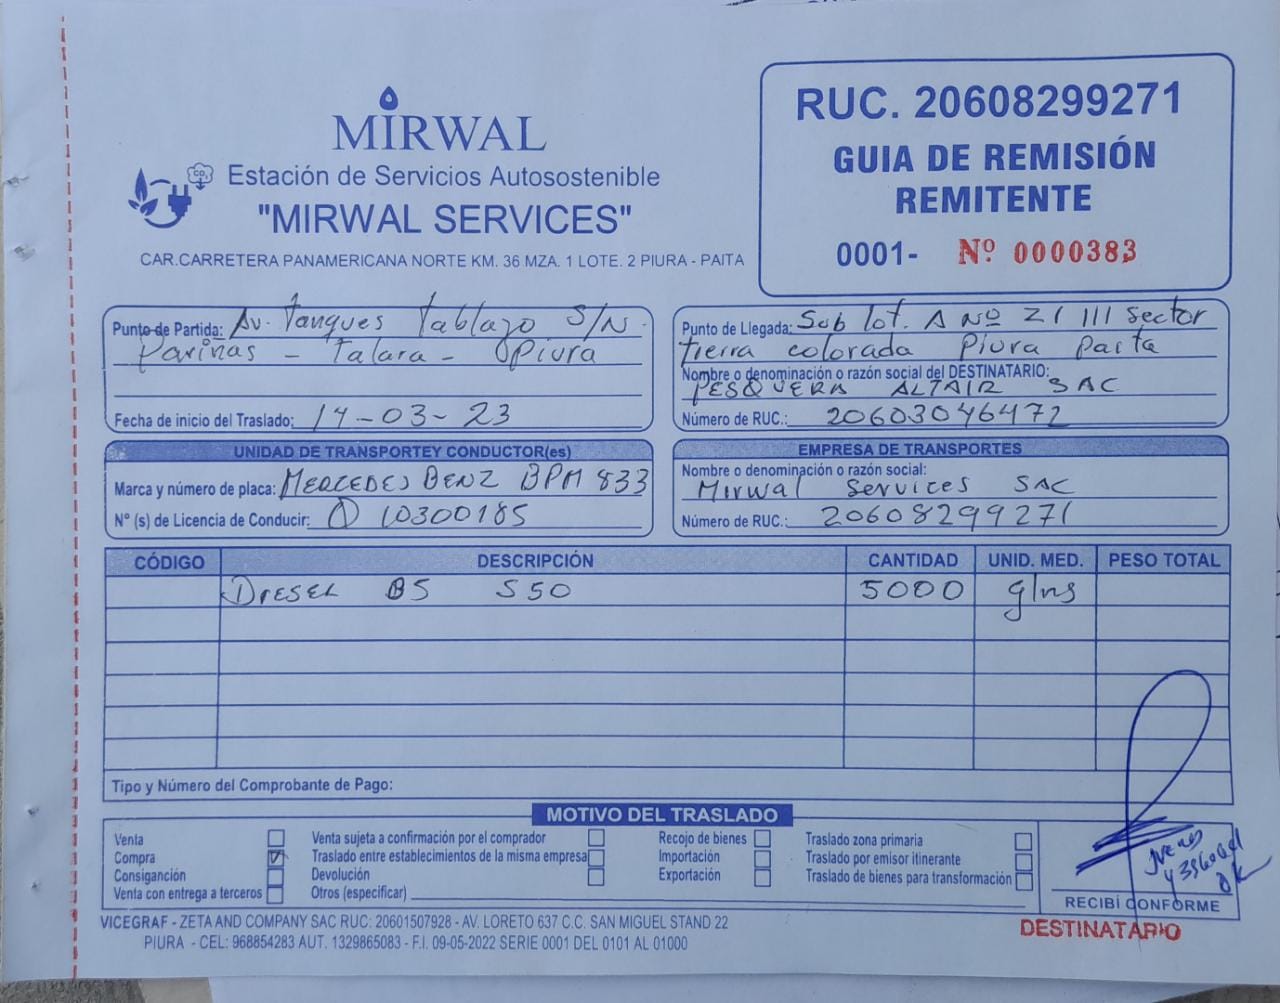 MIRWAL
Estación de Servicios Autosostenible
"MIRWAL SERVICES"
CAR.CARRETERA PANAMERICANA NORTE KM. 36 MZA. 1 LOTE. 2 PIURA - PAITA
CO2
RUC. 20608299271
GUIA DE REMISIÓN
REMITENTE
0001- Nº 0000383
Punto de Partida: Av. Tanques Tablazo S/N.
Pariñas - Talara - Piura
Fecha de inicio del Traslado: 14-03-23
Punto de Llegada: Sub lot. A Nº 21 III Sector
tierra colorada Piura Paita
Nombre o denominación o razón social del DESTINATARIO:
PESQUERA ALTAIR SAC
Número de RUC.: 20603046472
UNIDAD DE TRANSPORTEY CONDUCTOR(es)
Marca y número de placa: MERCEDES BENZ BPM 833
Nº (s) de Licencia de Conducir: Q 10300185
EMPRESA DE TRANSPORTES
Nombre o denominación o razón social:
Mirwal Services SAC
Número de RUC.: 20608299271
CÓDIGO DESCRIPCIÓN CANTIDAD UNID. MED. PESO TOTAL
DIESEL B5 S50 5000 glns
Tipo y Número del Comprobante de Pago:
MOTIVO DEL TRASLADO
Venta
Compra
Consignación
Venta con entrega a terceros
Venta sujeta a confirmación por el comprador
Traslado entre establecimientos de la misma empresa
Devolución
Otros (especificar)
Recojo de bienes
Importación
Exportación
Traslado zona primaria
Traslado por emisor itinerante
Traslado de bienes para transformación
RECIBÍ CONFORME
DESTINATARIO
VICEGRAF - ZETA AND COMPANY SAC RUC: 20601507928 - AV. LORETO 637 C.C. SAN MIGUEL STAND 22
PIURA - CEL: 968854283 AUT. 1329865083 - F.I. 09-05-2022 SERIE 0001 DEL 0101 AL 01000